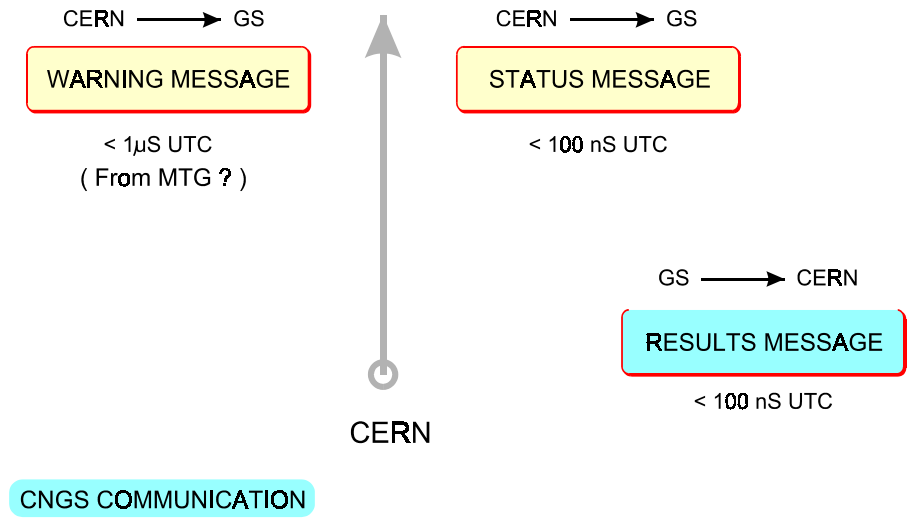 CERN GS
WARNING MESSAGE
< 1µS UTC
( From MTG ? )
CERN GS
STATUS MESSAGE
< 100 nS UTC
GS CERN
RESULTS MESSAGE
< 100 nS UTC
CERN
CNGS COMMUNICATION